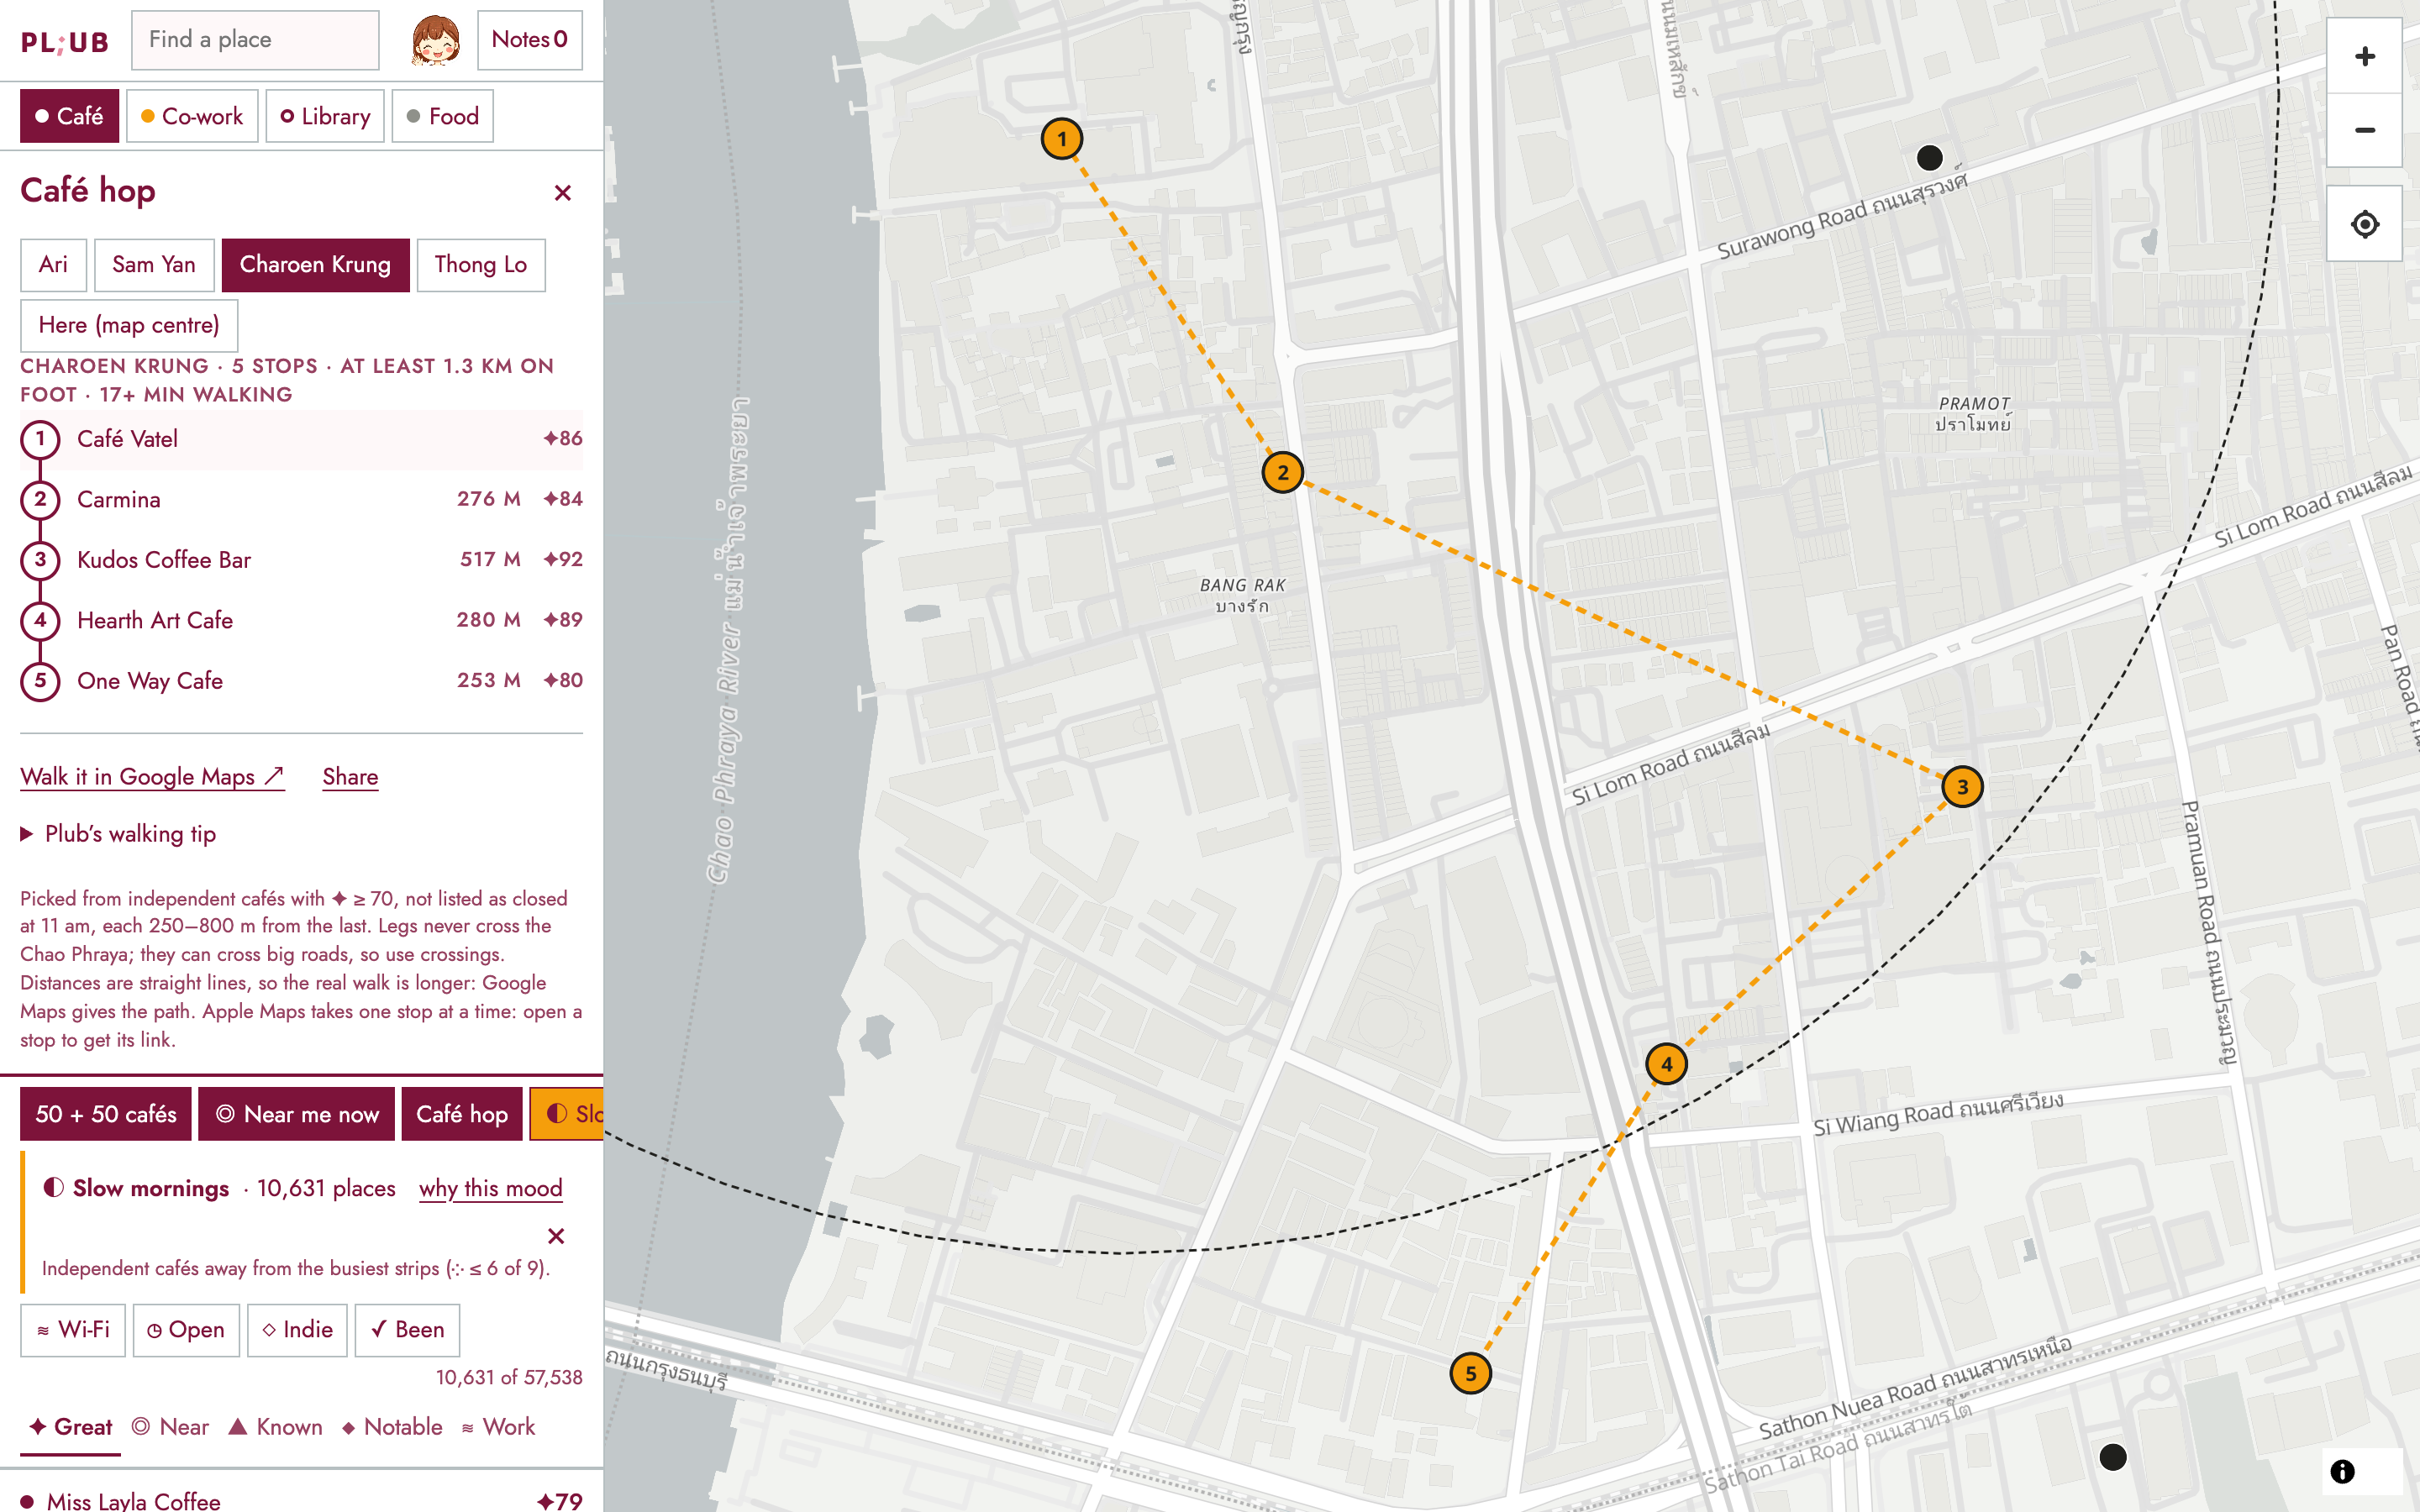 PL;UB
Find a place
Notes 0
Café
Co-work
Library
Food
Café hop
×
Ari
Sam Yan
Charoen Krung
Thong Lo
Here (map centre)
CHAROEN KRUNG · 5 STOPS · AT LEAST 1.3 KM ON
FOOT · 17+ MIN WALKING
1 Café Vatel ✦86
2 Carmina 276 M ✦84
3 Kudos Coffee Bar 517 M ✦92
4 Hearth Art Cafe 280 M ✦89
5 One Way Cafe 253 M ✦80
Walk it in Google Maps ↗ Share
▶ Plub’s walking tip
Picked from independent cafés with ✦ ≥ 70, not listed as closed
at 11 am, each 250–800 m from the last. Legs never cross the
Chao Phraya; they can cross big roads, so use crossings.
Distances are straight lines, so the real walk is longer: Google
Maps gives the path. Apple Maps takes one stop at a time: open a
stop to get its link.
50 + 50 cafés
◎ Near me now
Café hop
◐ Slo
◐ Slow mornings · 10,631 places why this mood
×
Independent cafés away from the busiest strips (·:· ≤ 6 of 9).
≈ Wi-Fi
◷ Open
◇ Indie
✓ Been
10,631 of 57,538
✦ Great
◎ Near
▲ Known
◆ Notable
≈ Work
Miss Layla Coffee ✦79
1
2
3
4
5
Surawong Road ถนนสุรวงศ์
PRAMOT
ปราโมทย์
BANG RAK
บางรัก
Chao Phraya River แม่น้ำเจ้าพระยา
Si Lom Road ถนนสีลม
Si Lom Road ถนนสีลม
Pan Road
Pramuan Road ถนนประมวญ
Si Wiang Road ถนนศรีเวียง
Sathon Nuea Road ถนนสาทรเหนือ
Sathon Tai Road ถนนสาทรใต้
ถนนกรุงธนบุรี
+
−